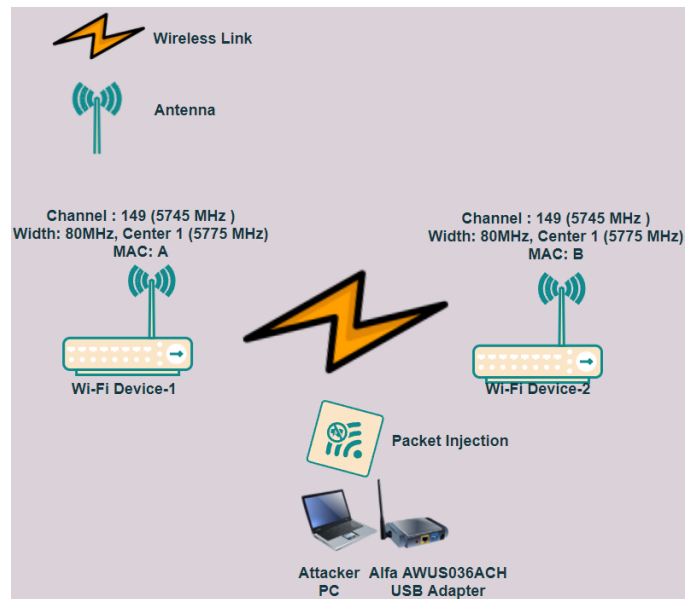 Wireless Link
Antenna
Channel : 149 (5745 MHz )
Width: 80MHz, Center 1 (5775 MHz)
MAC: A
Channel : 149 (5745 MHz )
Width: 80MHz, Center 1 (5775 MHz)
MAC: B
Wi-Fi Device-1
Wi-Fi Device-2
Packet Injection
Attacker
PC
Alfa AWUS036ACH
USB Adapter